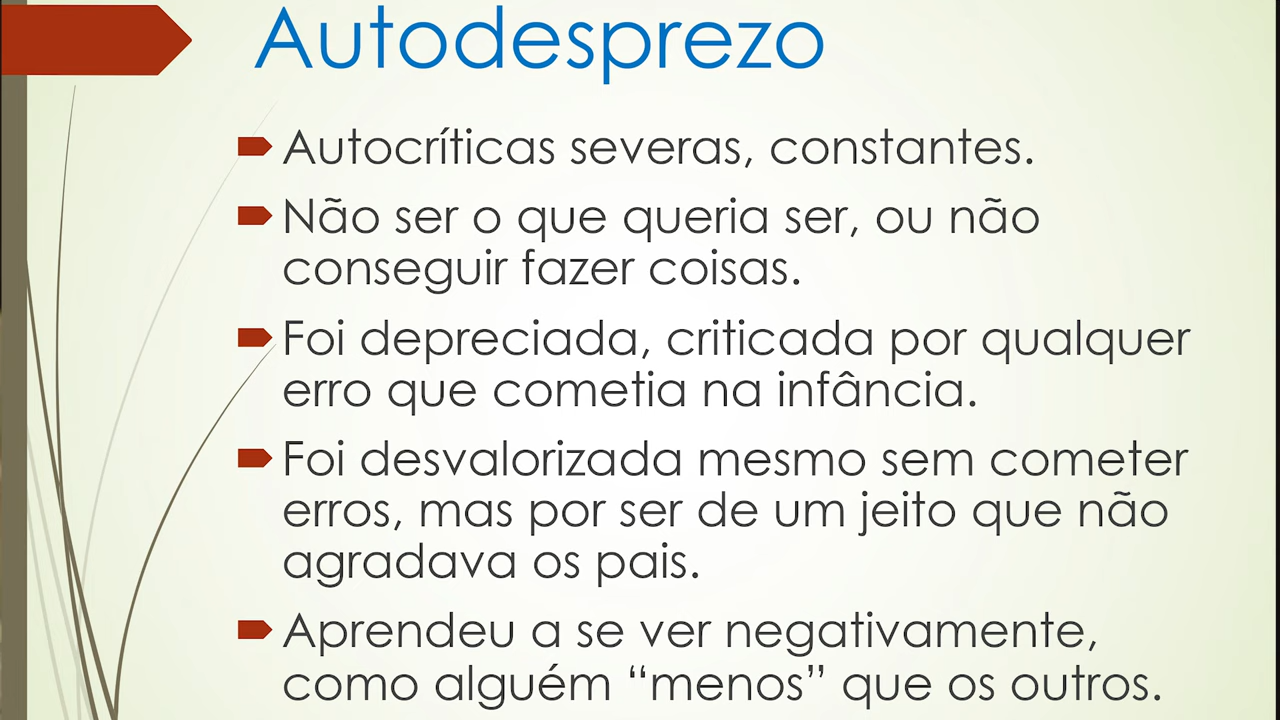 Autodesprezo
Autocríticas severas, constantes.
Não ser o que queria ser, ou não
conseguir fazer coisas.
Foi depreciada, criticada por qualquer
erro que cometia na infância.
Foi desvalorizada mesmo sem cometer
erros, mas por ser de um jeito que não
agradava os pais.
Aprendeu a se ver negativamente,
como alguém “menos” que os outros.